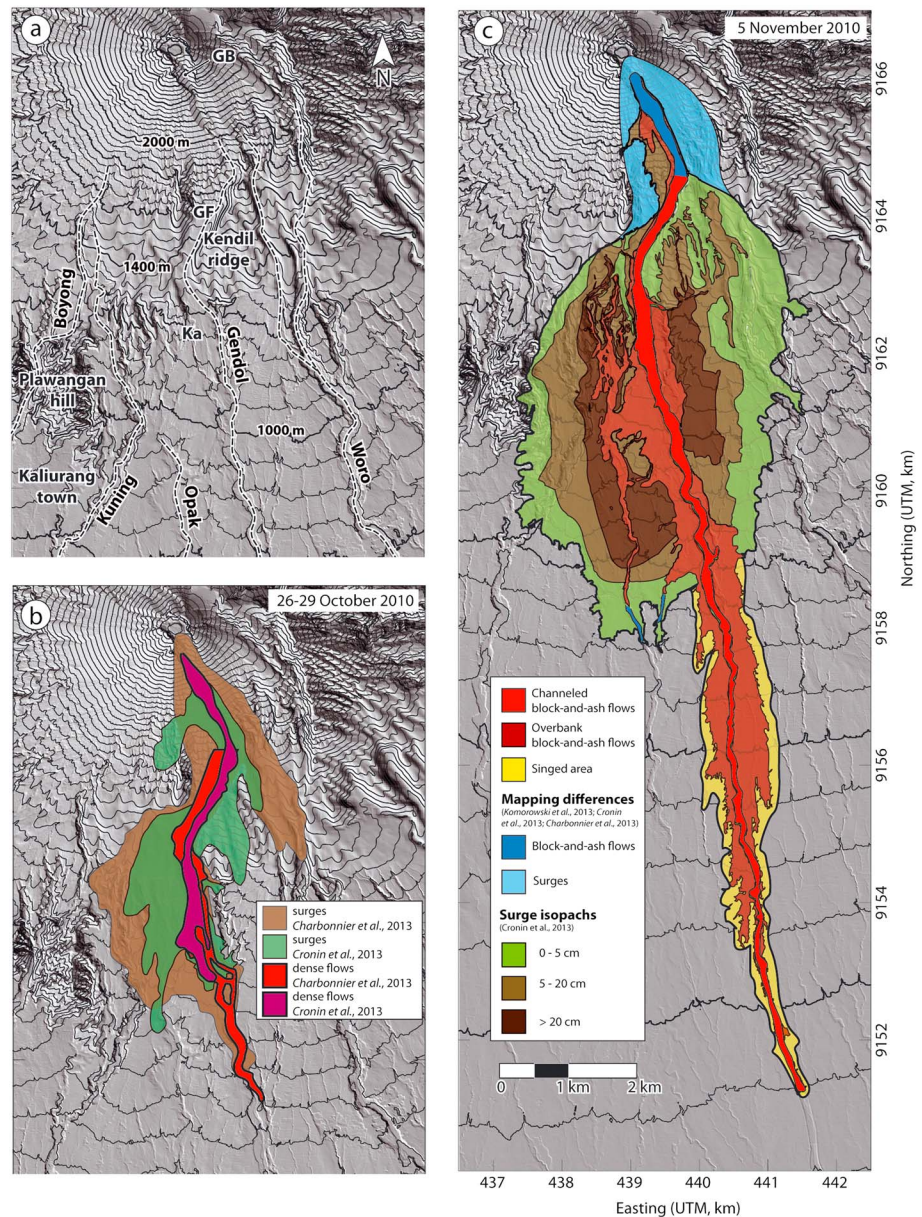 a
GB
N
2000 m
GF
Kendil
ridge
1400 m
Boyong
Ka
Gendol
Plawangan
hill
1000 m
Kaliurang
town
Kuning
Opak
Woro
b
26-29 October 2010
surges
Charbonnier et al., 2013
surges
Cronin et al., 2013
dense flows
Charbonnier et al., 2013
dense flows
Cronin et al., 2013
c
5 November 2010
Channeled
block-and-ash flows
Overbank
block-and-ash flows
Singed area
Mapping differences
(Komorowski et al., 2013; Cronin
et al., 2013; Charbonnier et al., 2013)
Block-and-ash flows
Surges
Surge isopachs
(Cronin et al., 2013)
0 - 5 cm
5 - 20 cm
> 20 cm
0 1 km 2 km
9166
9164
9162
9160
9158
9156
9154
9152
Northing (UTM, km)
437 438 439 440 441 442
Easting (UTM, km)